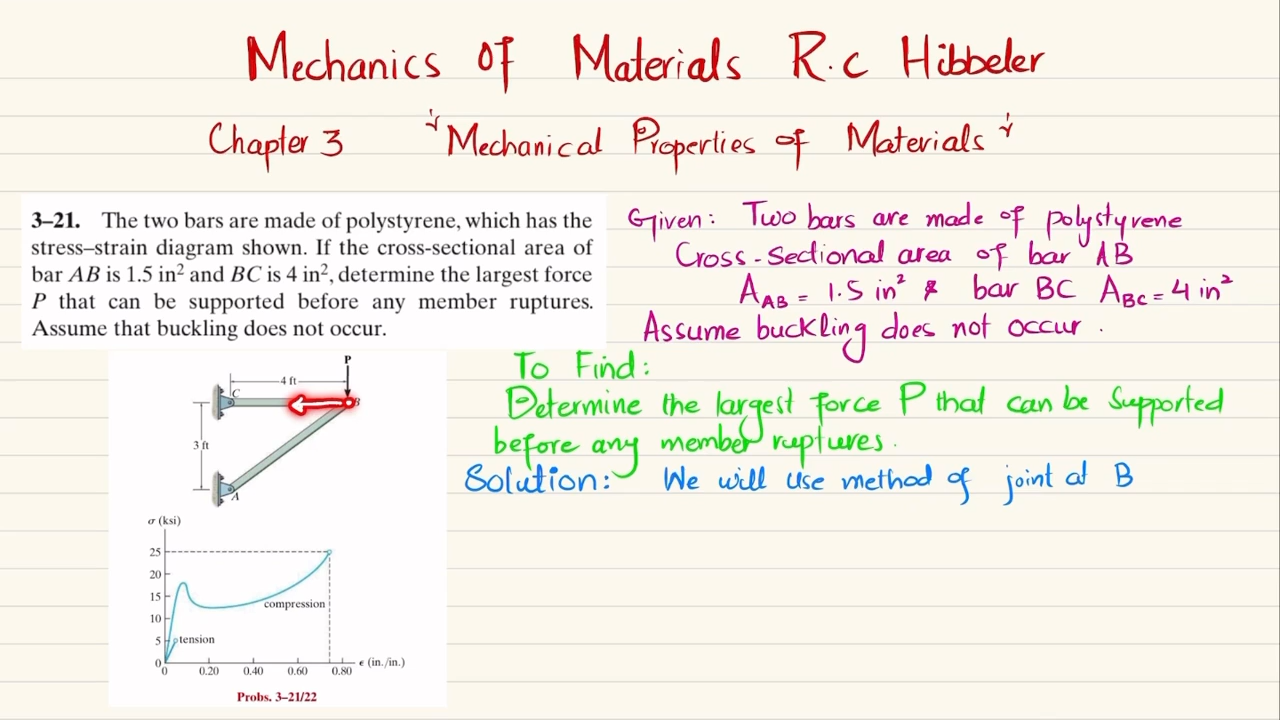 Mechanics of Materials R.c Hibbeler
Chapter 3 "Mechanical Properties of Materials"
3–21. The two bars are made of polystyrene, which has the
stress–strain diagram shown. If the cross-sectional area of
bar AB is 1.5 in² and BC is 4 in², determine the largest force
P that can be supported before any member ruptures.
Assume that buckling does not occur.
Given: Two bars are made of polystyrene
Cross-Sectional area of bar AB
A_AB = 1.5 in² & bar BC A_BC = 4 in²
Assume buckling does not occur.
To Find:
Determine the largest force P that can be Supported
before any member ruptures.
Solution: We will use method of joint at B
P
4 ft
C
B
3 ft
A
σ (ksi)
25
20
15
10
5
0
compression
tension
0 0.20 0.40 0.60 0.80 ϵ (in./in.)
Probs. 3–21/22